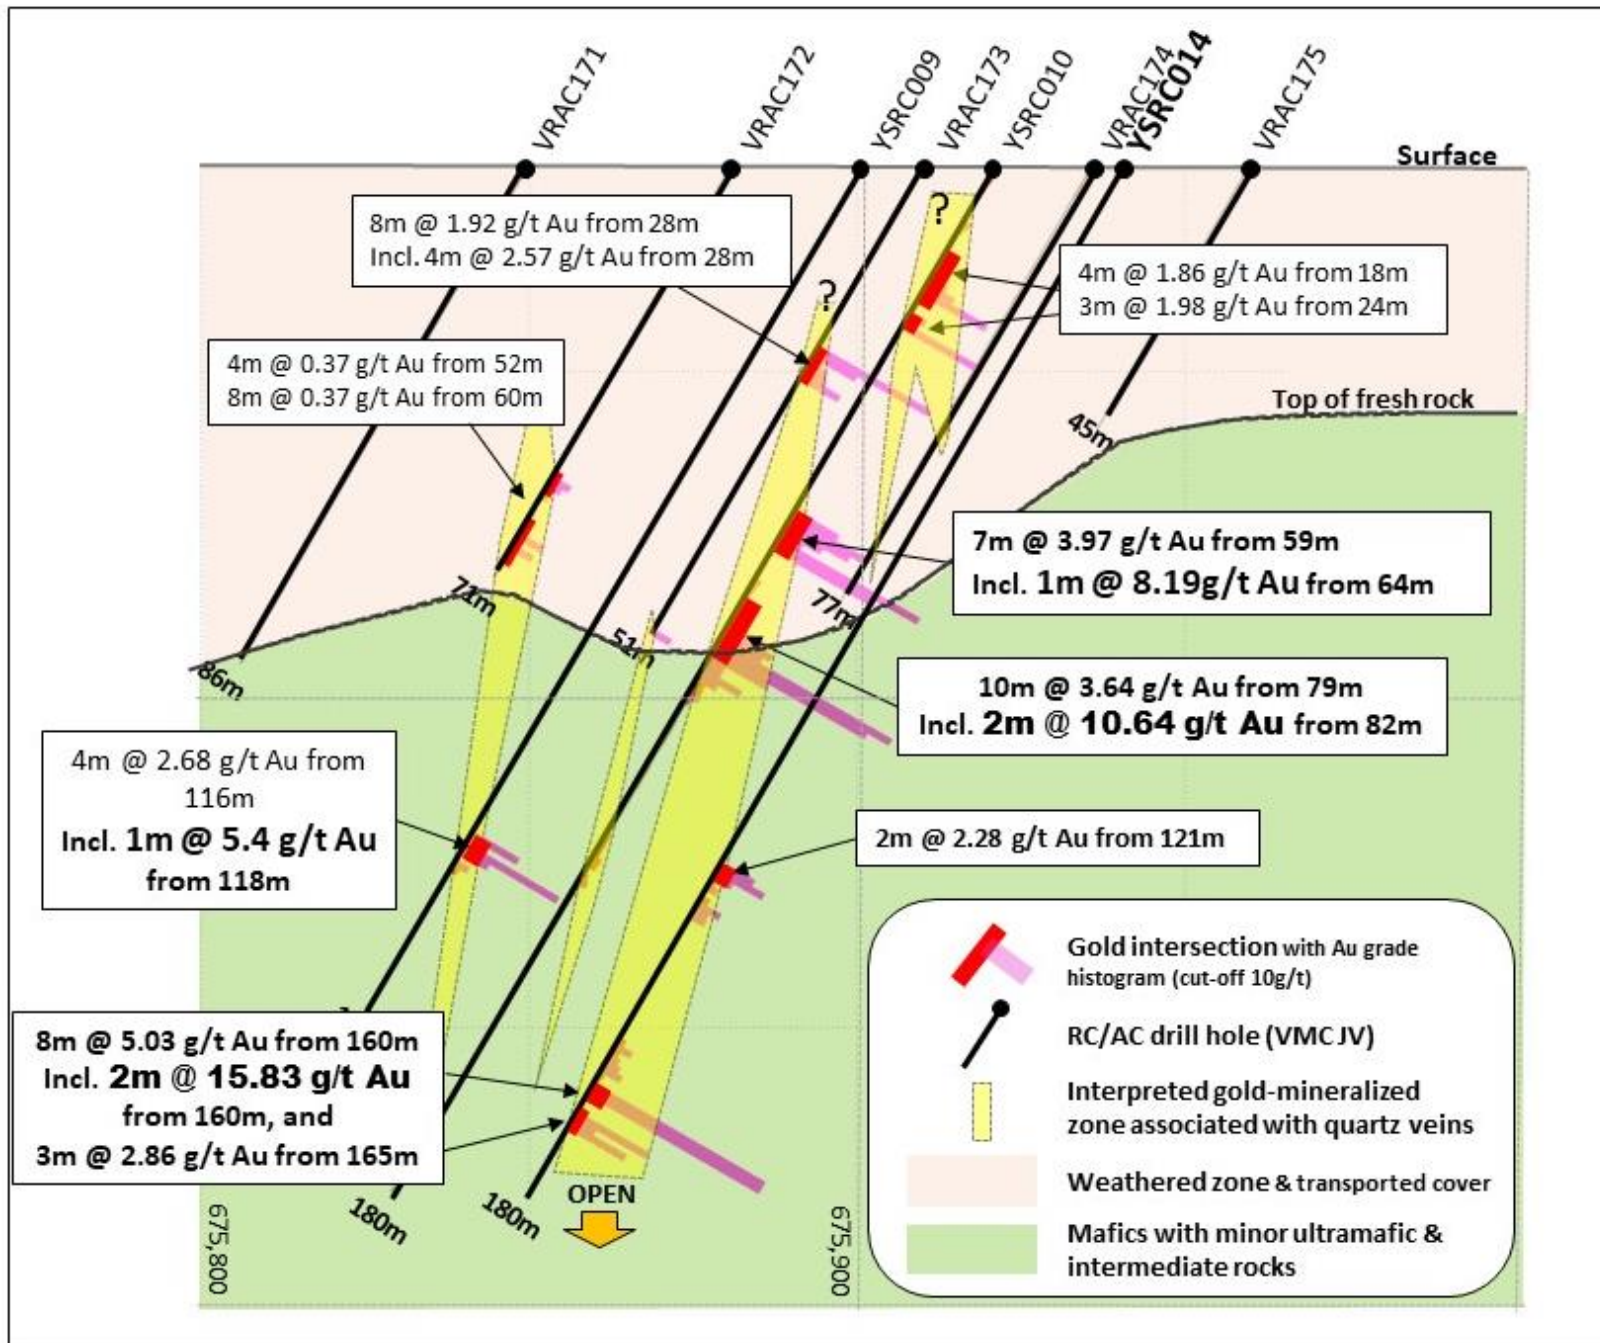 VRAC171
VRAC172
YSRC009
VRAC173
YSRC010
VRAC174
YSRC014
VRAC175
Surface
8m @ 1.92 g/t Au from 28m
Incl. 4m @ 2.57 g/t Au from 28m
?
?
4m @ 1.86 g/t Au from 18m
3m @ 1.98 g/t Au from 24m
4m @ 0.37 g/t Au from 52m
8m @ 0.37 g/t Au from 60m
Top of fresh rock
45m
7m @ 3.97 g/t Au from 59m
Incl. 1m @ 8.19g/t Au from 64m
71m
77m
51m
86m
10m @ 3.64 g/t Au from 79m
Incl. 2m @ 10.64 g/t Au from 82m
4m @ 2.68 g/t Au from
116m
Incl. 1m @ 5.4 g/t Au
from 118m
2m @ 2.28 g/t Au from 121m
8m @ 5.03 g/t Au from 160m
Incl. 2m @ 15.83 g/t Au
from 160m, and
3m @ 2.86 g/t Au from 165m
180m
180m
OPEN
675,800
675,900
Gold intersection with Au grade
histogram (cut-off 10g/t)
RC/AC drill hole (VMC JV)
Interpreted gold-mineralized
zone associated with quartz veins
Weathered zone & transported cover
Mafics with minor ultramafic &
intermediate rocks